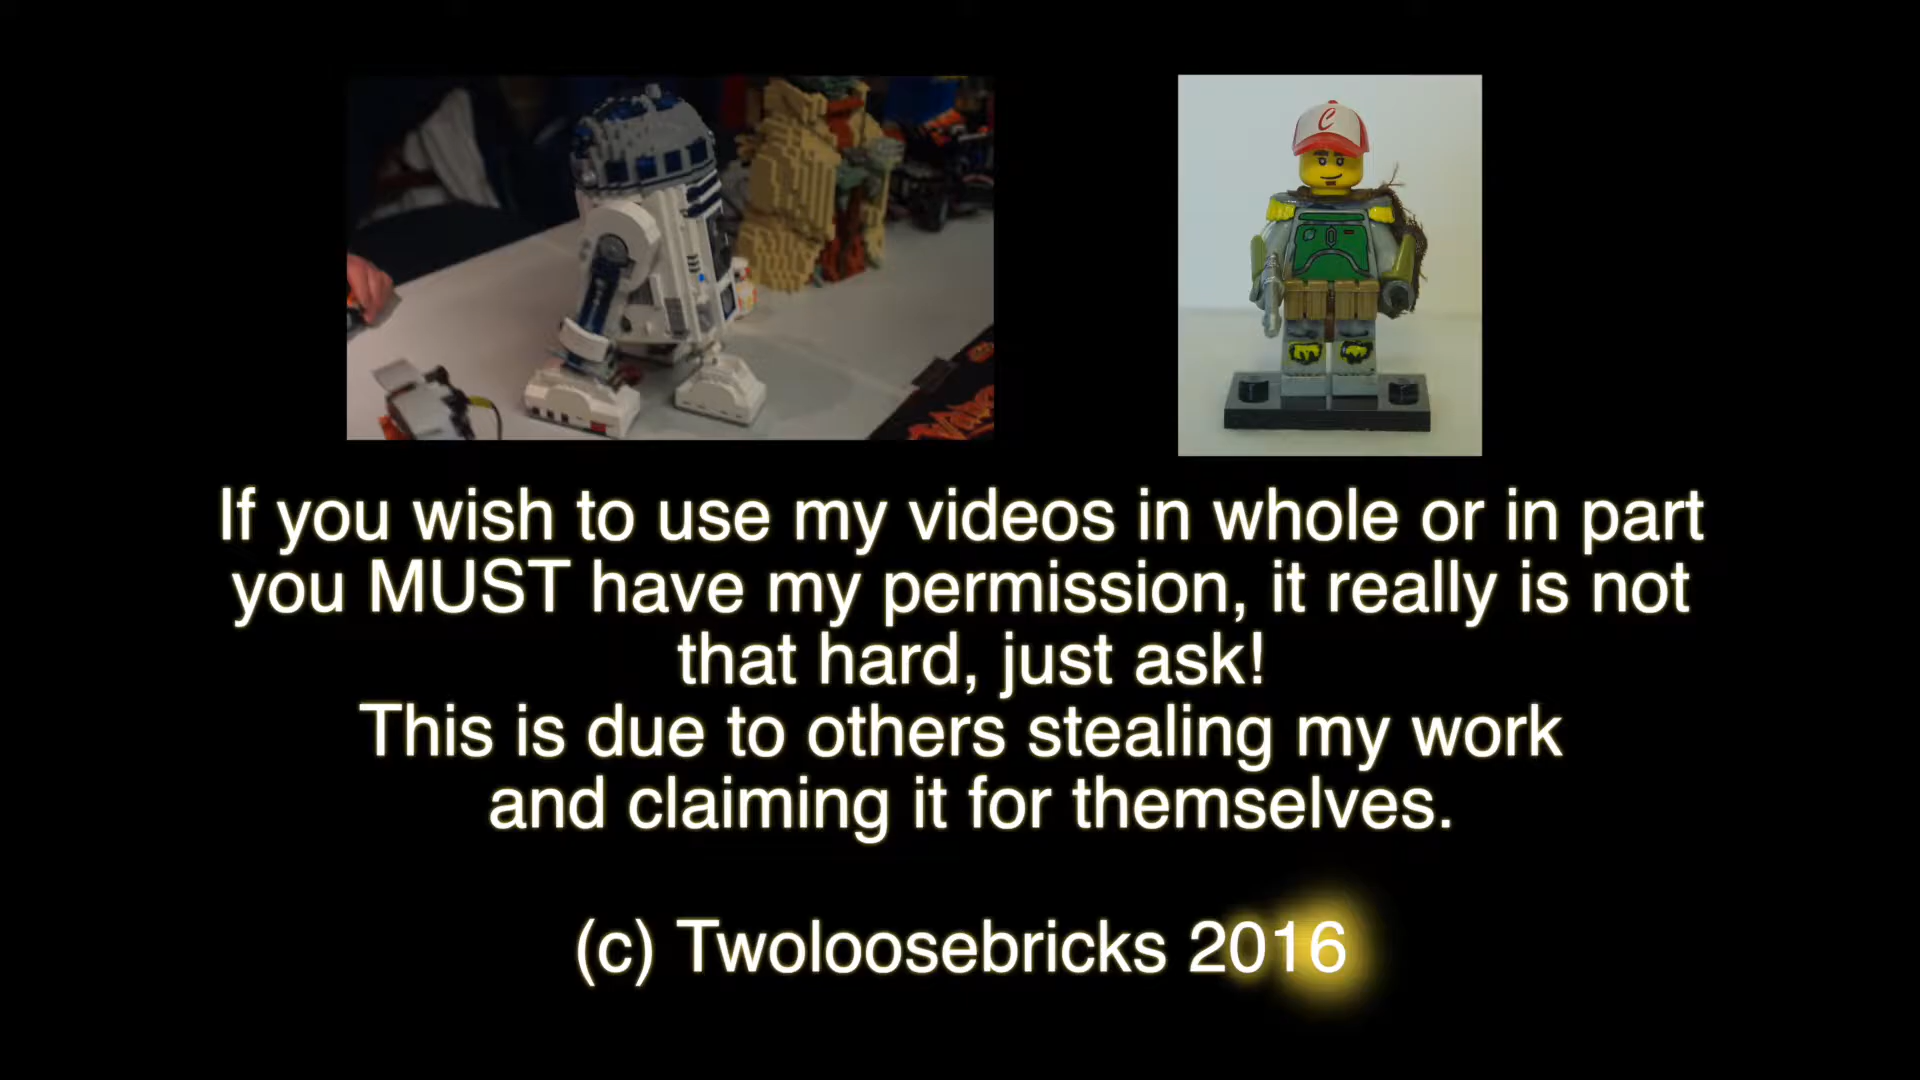 C
If you wish to use my videos in whole or in part
you MUST have my permission, it really is not
that hard, just ask!
This is due to others stealing my work
and claiming it for themselves.
(c) Twoloosebricks 2016